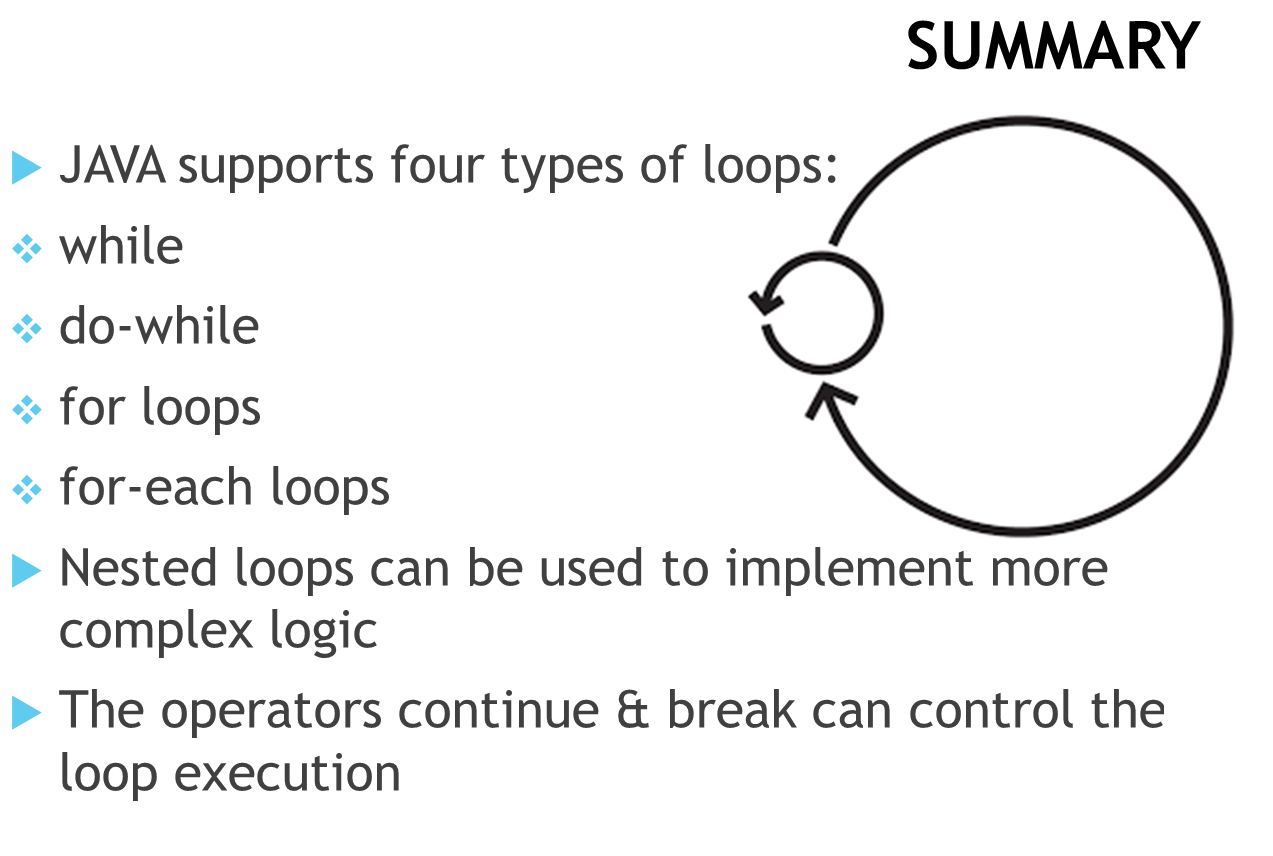 SUMMARY
JAVA supports four types of loops:
while
do-while
for loops
for-each loops
Nested loops can be used to implement more
complex logic
The operators continue & break can control the
loop execution